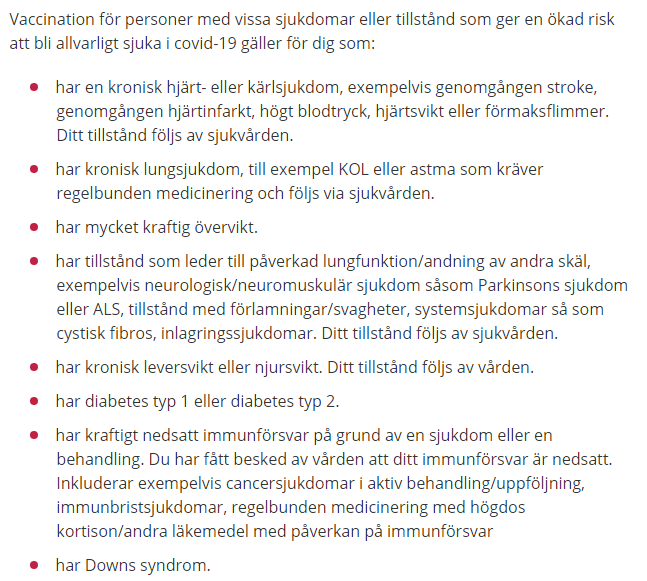 Vaccination för personer med vissa sjukdomar eller tillstånd som ger en ökad risk
att bli allvarligt sjuka i covid-19 gäller för dig som:
har en kronisk hjärt- eller kärlsjukdom, exempelvis genomgången stroke,
genomgången hjärtinfarkt, högt blodtryck, hjärtsvikt eller förmaksflimmer.
Ditt tillstånd följs av sjukvården.
har kronisk lungsjukdom, till exempel KOL eller astma som kräver
regelbunden medicinering och följs via sjukvården.
har mycket kraftig övervikt.
har tillstånd som leder till påverkad lungfunktion/andning av andra skäl,
exempelvis neurologisk/neuromuskulär sjukdom såsom Parkinsons sjukdom
eller ALS, tillstånd med förlamningar/svagheter, systemsjukdomar så som
cystisk fibros, inlagringssjukdomar. Ditt tillstånd följs av sjukvården.
har kronisk leversvikt eller njursvikt. Ditt tillstånd följs av vården.
har diabetes typ 1 eller diabetes typ 2.
har kraftigt nedsatt immunförsvar på grund av en sjukdom eller en
behandling. Du har fått besked av vården att ditt immunförsvar är nedsatt.
Inkluderar exempelvis cancersjukdomar i aktiv behandling/uppföljning,
immunbristsjukdomar, regelbunden medicinering med högdos
kortison/andra läkemedel med påverkan på immunförsvar
har Downs syndrom.